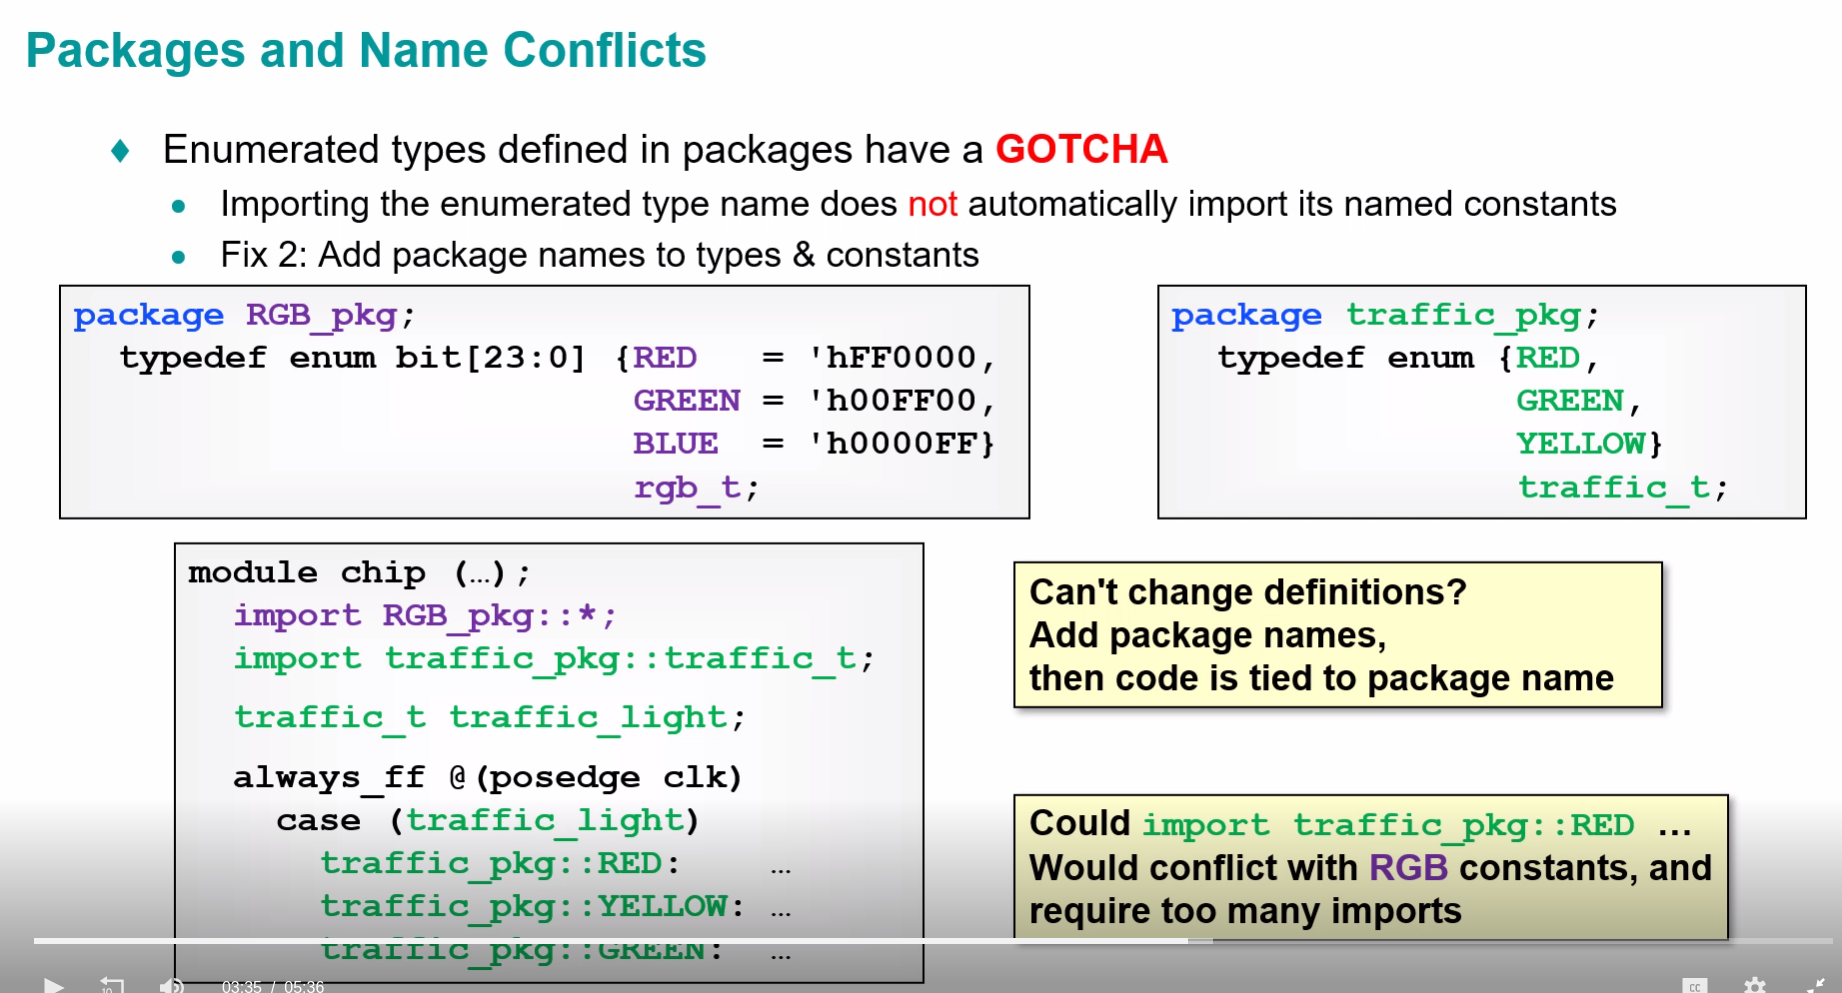 Packages and Name Conflicts
Enumerated types defined in packages have a GOTCHA
Importing the enumerated type name does not automatically import its named constants
Fix 2: Add package names to types & constants
package RGB_pkg;
typedef enum bit[23:0] {RED = 'hFF0000,
GREEN = 'h00FF00,
BLUE = 'h0000FF}
rgb_t;
package traffic_pkg;
typedef enum {RED,
GREEN,
YELLOW}
traffic_t;
module chip (…);
import RGB_pkg::*;
import traffic_pkg::traffic_t;
traffic_t traffic_light;
always_ff @(posedge clk)
case (traffic_light)
traffic_pkg::RED: …
traffic_pkg::YELLOW: …
traffic_pkg::GREEN: …
Can't change definitions?
Add package names,
then code is tied to package name
Could import traffic_pkg::RED …
Would conflict with RGB constants, and
require too many imports
10
03:35 / 05:36
CC